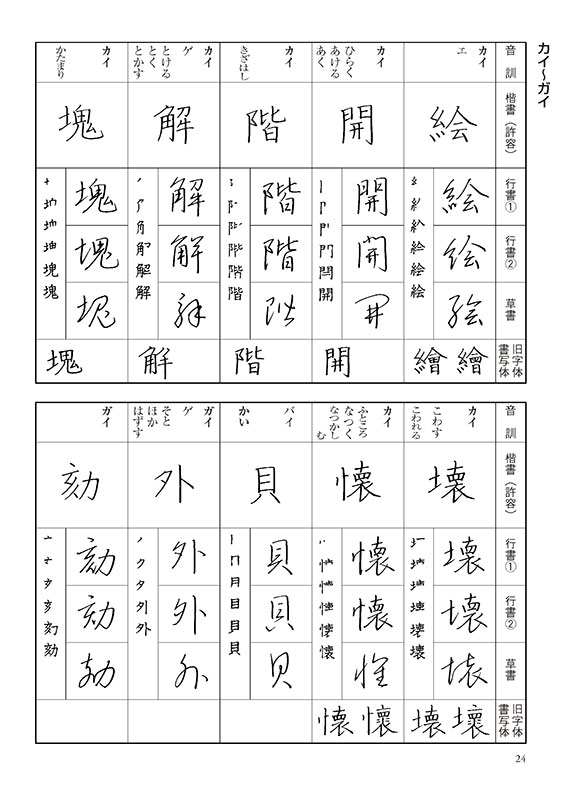 カイ〜ガイ
音 訓
楷書（許容）
行書①
行書②
草書
旧字体
書写体
カイ
エ
絵
絵
絵
絵
繪 繪
カイ
ひらく
あける
あく
開
開
開
開
開
カイ
きざはし
階
階
階
階
階
カイ
ゲ
とける
とく
とかす
解
解
解
解
解
カイ
かたまり
塊
塊
塊
塊
塊
音 訓
楷書（許容）
行書①
行書②
草書
旧字体
書写体
カイ
こわす
こわれる
壊
壊
壊
壊
壞 壊
カイ
ふところ
なつく
なつかしむ
懐
懐
懐
懐
懷 懐
バイ
かい
貝
貝
貝
貝
ガイ
ゲ
そと
ほか
はずす
外
外
外
外
ガイ
劾
劾
劾
劾
24